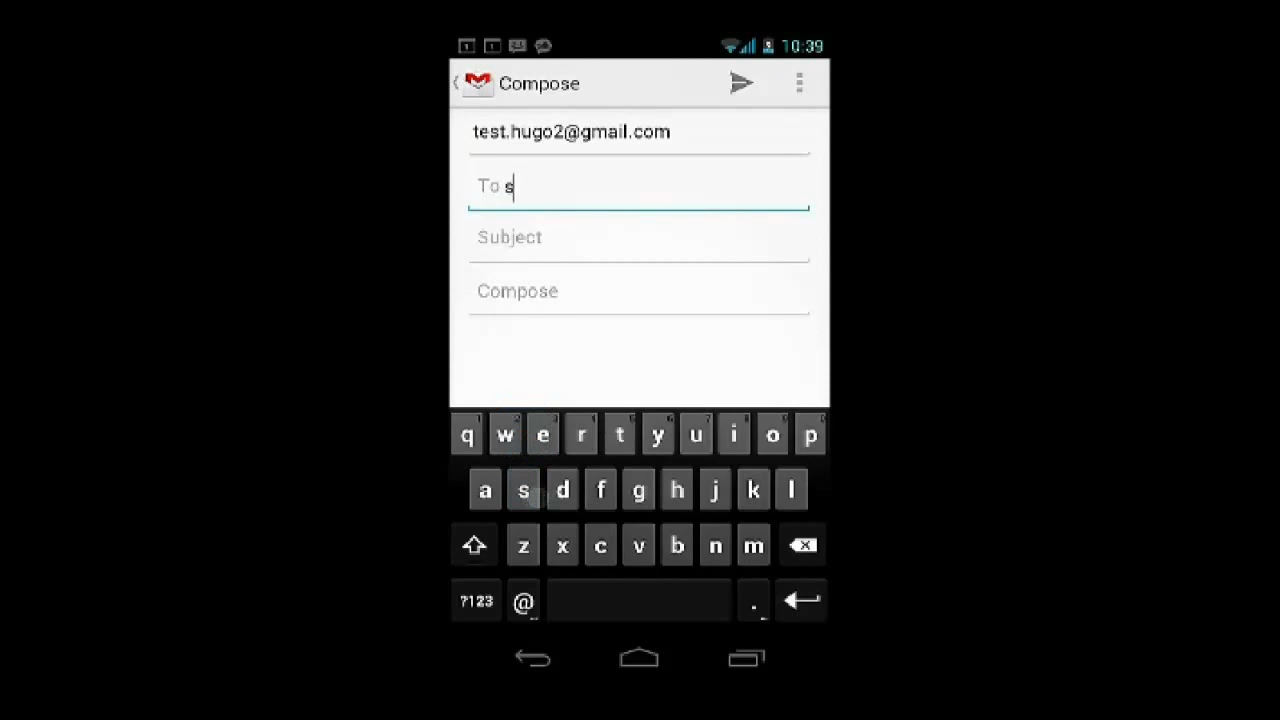 10:39
Compose
test.hugo2@gmail.com
To s
Subject
Compose
q w e r t y u i o p
a s d f g h j k l
z x c v b n m
?123 @ .